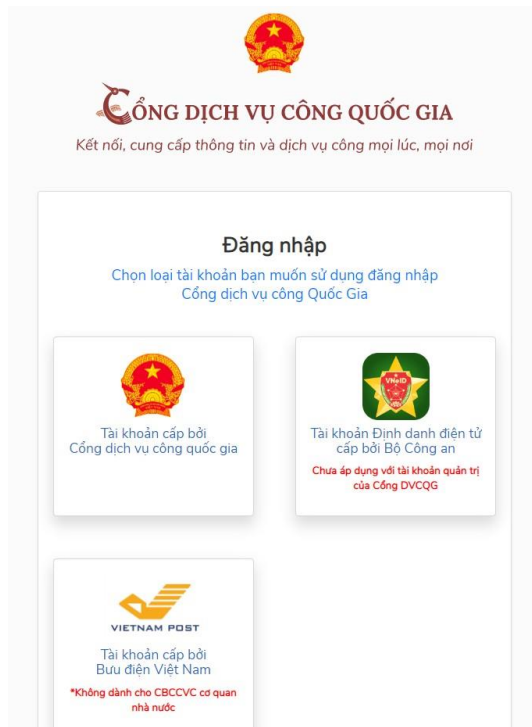 CỔNG DỊCH VỤ CÔNG QUỐC GIA
Kết nối, cung cấp thông tin và dịch vụ công mọi lúc, mọi nơi
Đăng nhập
Chọn loại tài khoản bạn muốn sử dụng đăng nhập
Cổng dịch vụ công Quốc Gia
Tài khoản cấp bởi
Cổng dịch vụ công quốc gia
VNeID
Tài khoản Định danh điện tử
cấp bởi Bộ Công an
Chưa áp dụng với tài khoản quản trị
của Cổng DVCQG
VIETNAM POST
Tài khoản cấp bởi
Bưu điện Việt Nam
*Không dành cho CBCCVC cơ quan
nhà nước